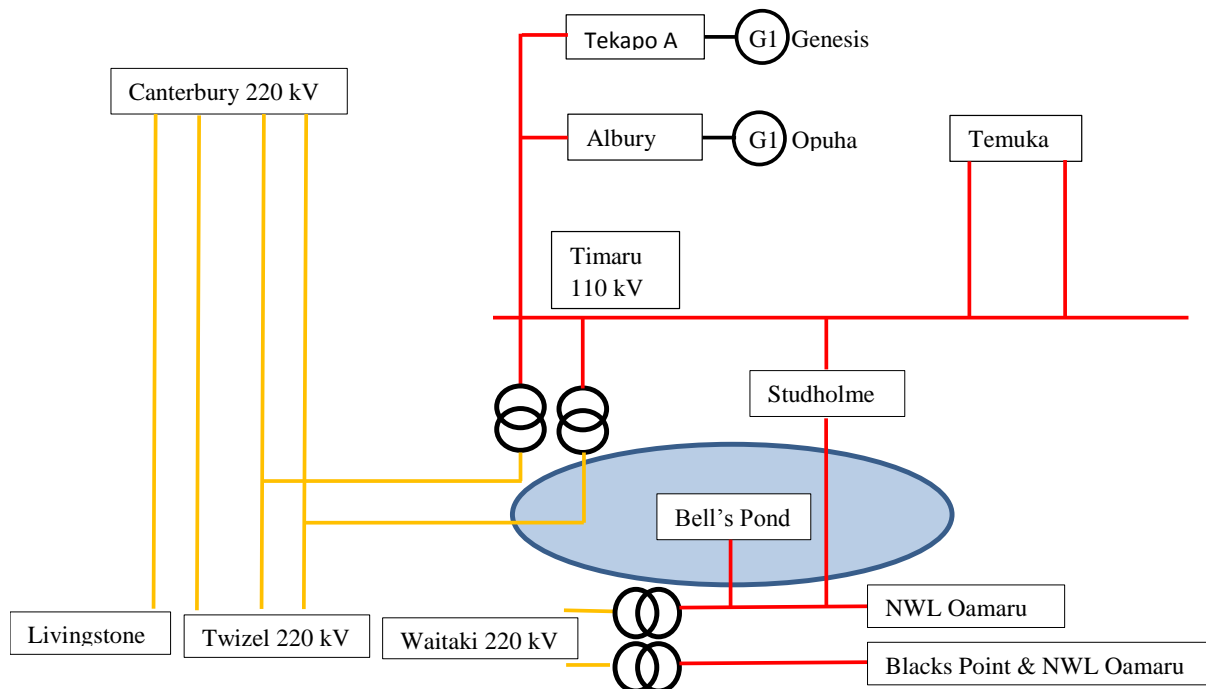 Tekapo A
G1
Genesis
Canterbury 220 kV
Albury
G1
Opuha
Temuka
Timaru
110 kV
Studholme
Bell’s Pond
NWL Oamaru
Livingstone
Twizel 220 kV
Waitaki 220 kV
Blacks Point & NWL Oamaru